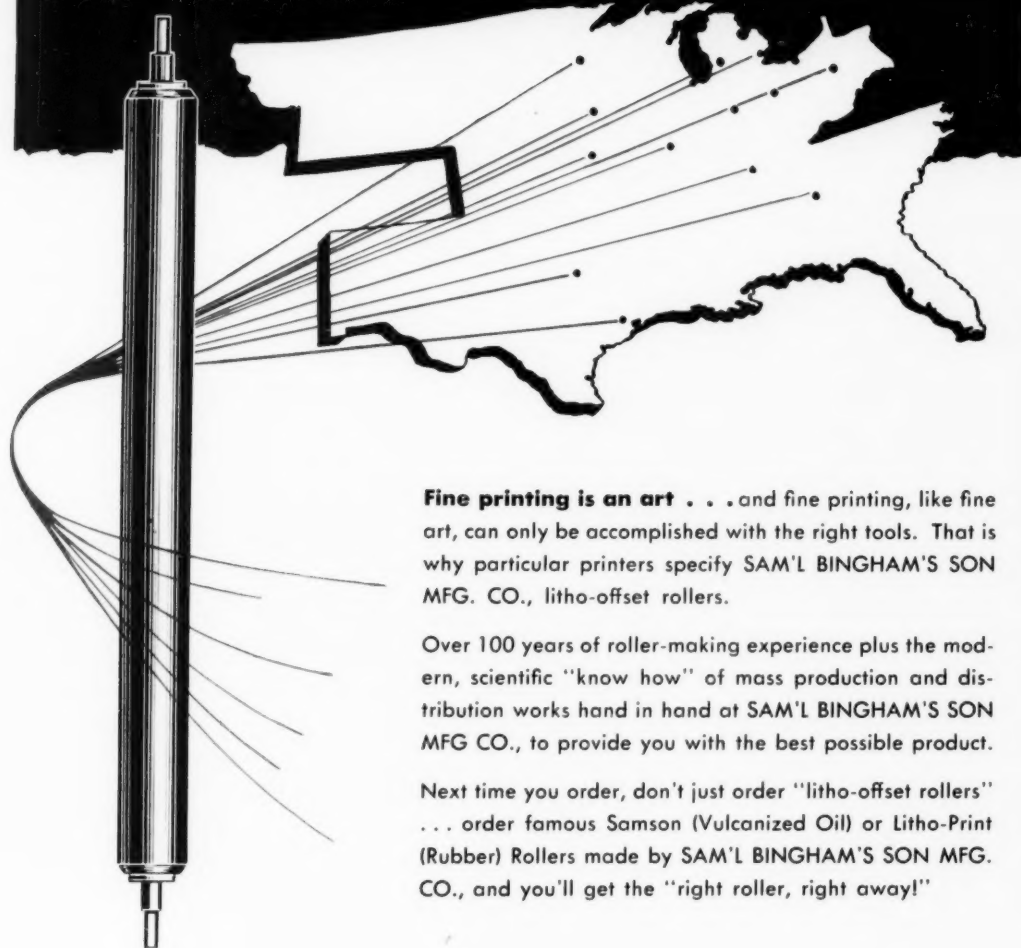 Fine printing is an art . . . and fine printing, like fine
art, can only be accomplished with the right tools. That is
why particular printers specify SAM'L BINGHAM'S SON
MFG. CO., litho-offset rollers.
Over 100 years of roller-making experience plus the mod-
ern, scientific "know how" of mass production and dis-
tribution works hand in hand at SAM'L BINGHAM'S SON
MFG CO., to provide you with the best possible product.
Next time you order, don't just order "litho-offset rollers"
... order famous Samson (Vulcanized Oil) or Litho-Print
(Rubber) Rollers made by SAM'L BINGHAM'S SON MFG.
CO., and you'll get the "right roller, right away!"